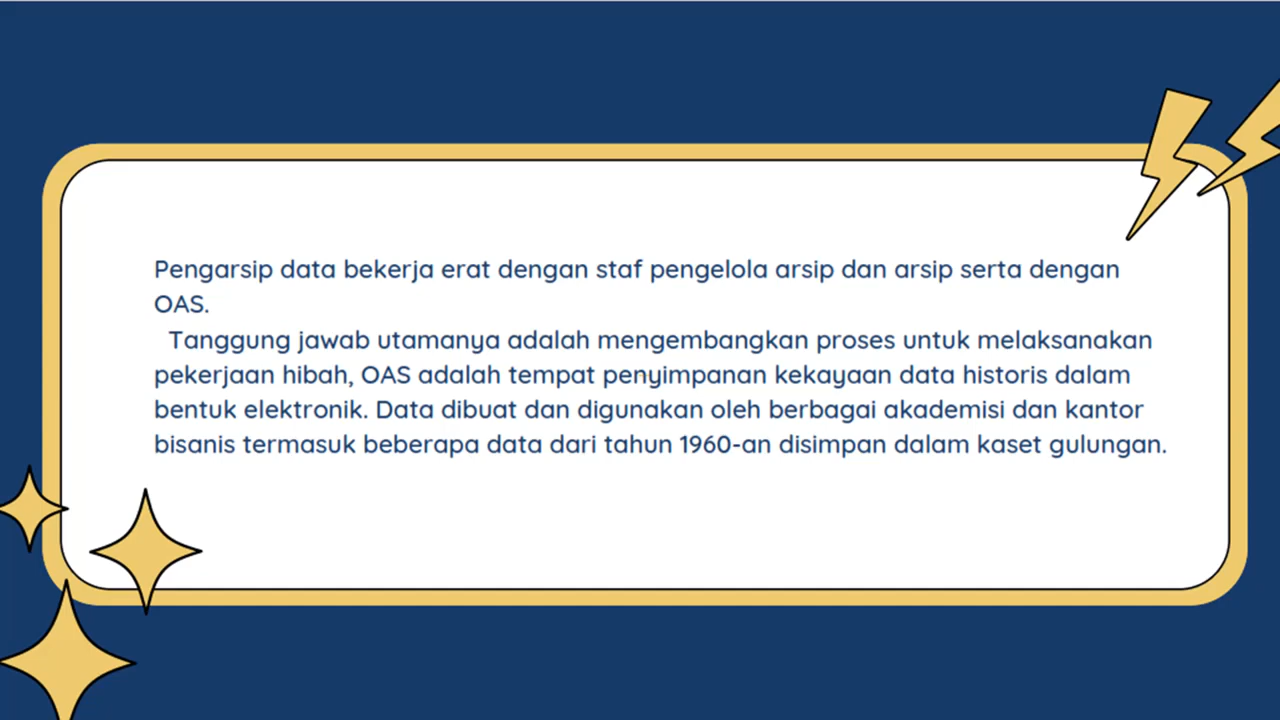 Pengarsip data bekerja erat dengan staf pengelola arsip dan arsip serta dengan
OAS.
Tanggung jawab utamanya adalah mengembangkan proses untuk melaksanakan
pekerjaan hibah, OAS adalah tempat penyimpanan kekayaan data historis dalam
bentuk elektronik. Data dibuat dan digunakan oleh berbagai akademisi dan kantor
bisanis termasuk beberapa data dari tahun 1960-an disimpan dalam kaset gulungan.